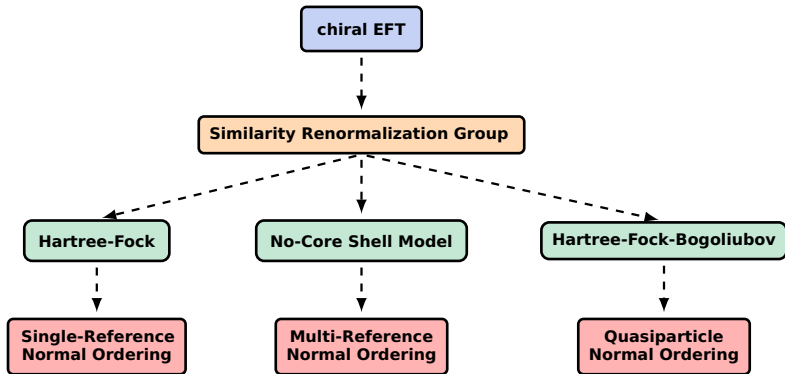 chiral EFT
Similarity Renormalization Group
Hartree-Fock
No-Core Shell Model
Hartree-Fock-Bogoliubov
Single-Reference
Normal Ordering
Multi-Reference
Normal Ordering
Quasiparticle
Normal Ordering